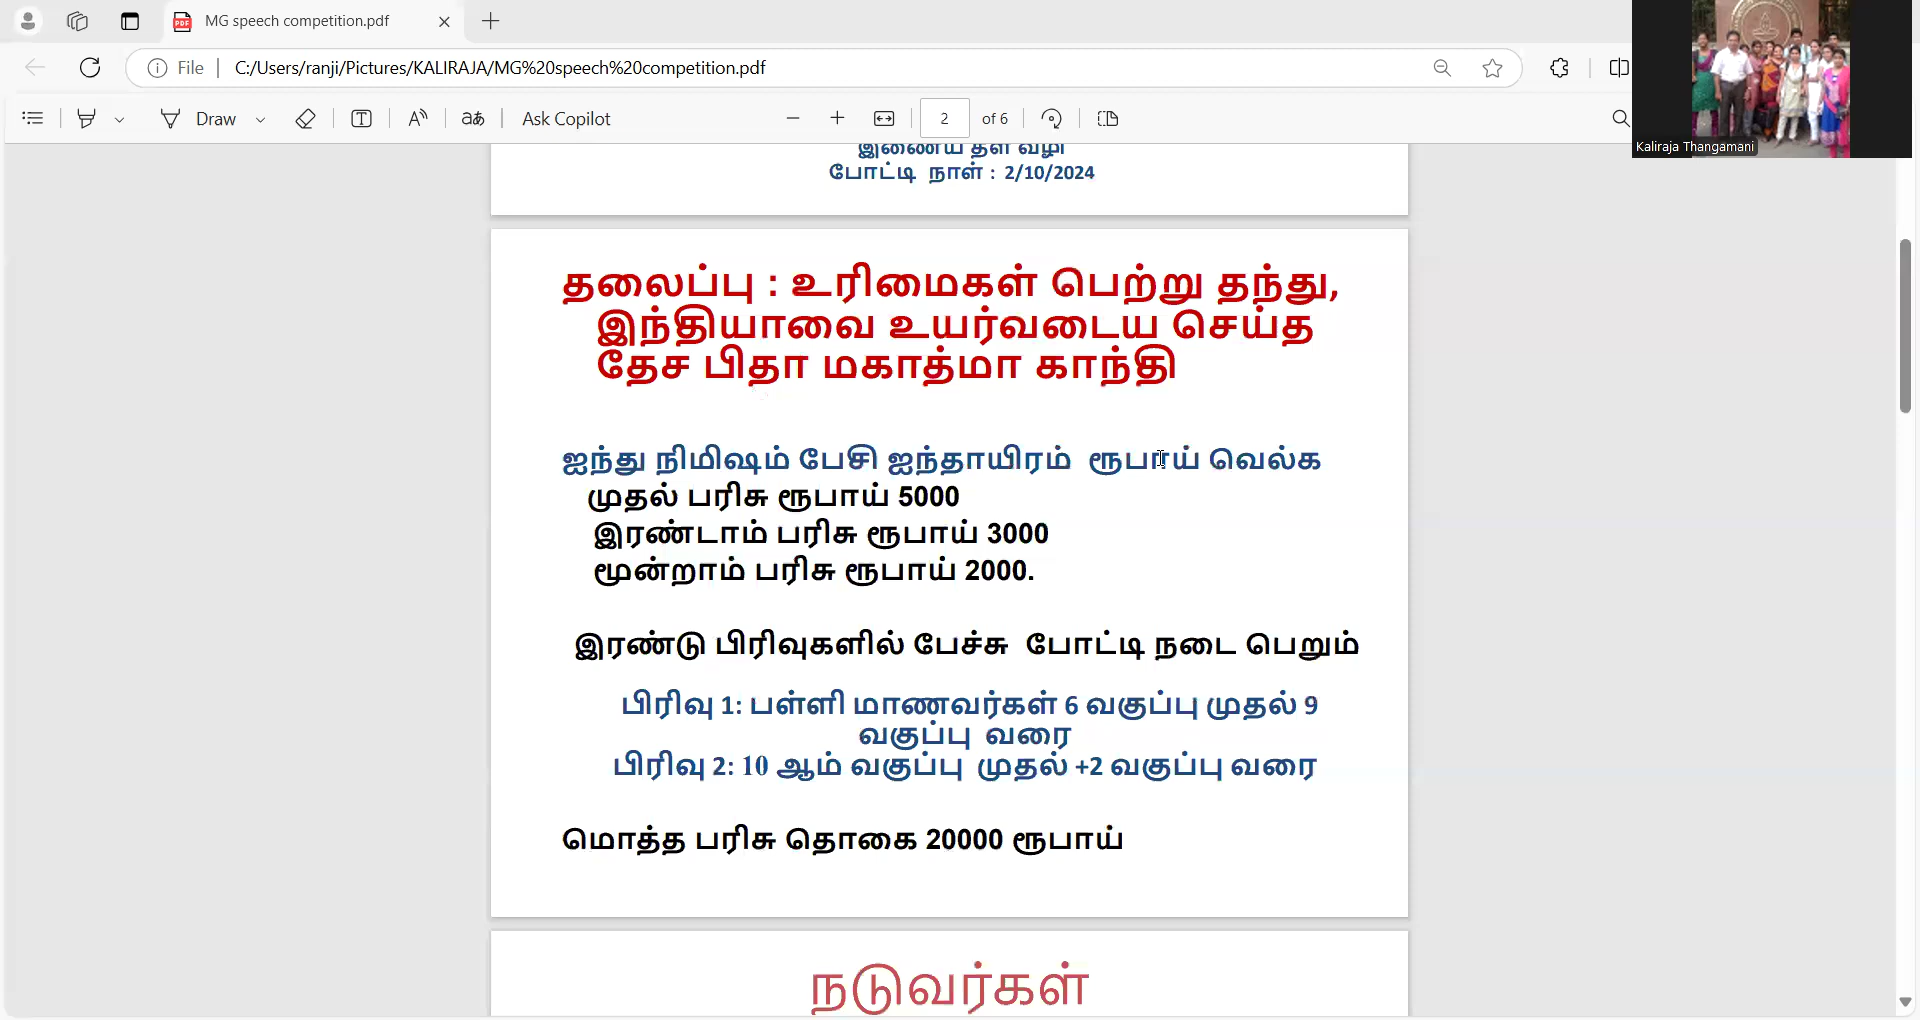 MG speech competition.pdf
File
C:/Users/ranji/Pictures/KALIRAJA/MG%20speech%20competition.pdf
Draw
Ask Copilot
2 of 6
Kaliraja Thangamani
இணைய தள வழி
போட்டி நாள் : 2/10/2024
தலைப்பு : உரிமைகள் பெற்று தந்து,
இந்தியாவை உயர்வடைய செய்த
தேச பிதா மகாத்மா காந்தி
ஐந்து நிமிஷம் பேசி ஐந்தாயிரம் ரூபாய் வெல்க
முதல் பரிசு ரூபாய் 5000
இரண்டாம் பரிசு ரூபாய் 3000
மூன்றாம் பரிசு ரூபாய் 2000.
இரண்டு பிரிவுகளில் பேச்சு போட்டி நடை பெறும்
பிரிவு 1: பள்ளி மாணவர்கள் 6 வகுப்பு முதல் 9
வகுப்பு வரை
பிரிவு 2: 10 ஆம் வகுப்பு முதல் +2 வகுப்பு வரை
மொத்த பரிசு தொகை 20000 ரூபாய்
நடுவர்கள்